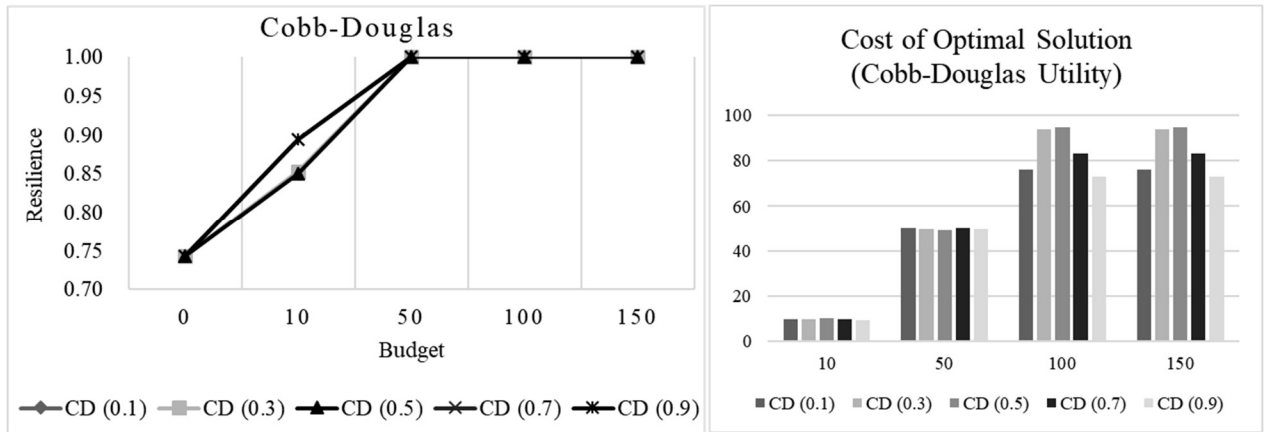 Cobb-Douglas
1.00
0.95
0.90
0.85
0.80
0.75
0.70
Resilience
0 10 50 100 150
Budget
CD (0.1) CD (0.3) CD (0.5) CD (0.7) CD (0.9)
Cost of Optimal Solution
(Cobb-Douglas Utility)
100
80
60
40
20
0
10 50 100 150
CD (0.1) CD (0.3) CD (0.5) CD (0.7) CD (0.9)